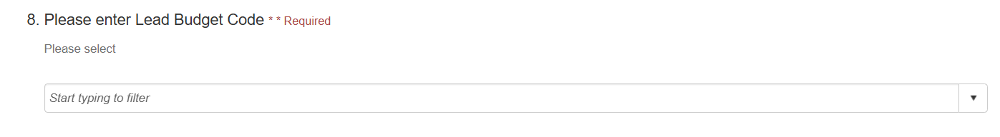 8. Please enter Lead Budget Code * * Required
Please select
Start typing to filter